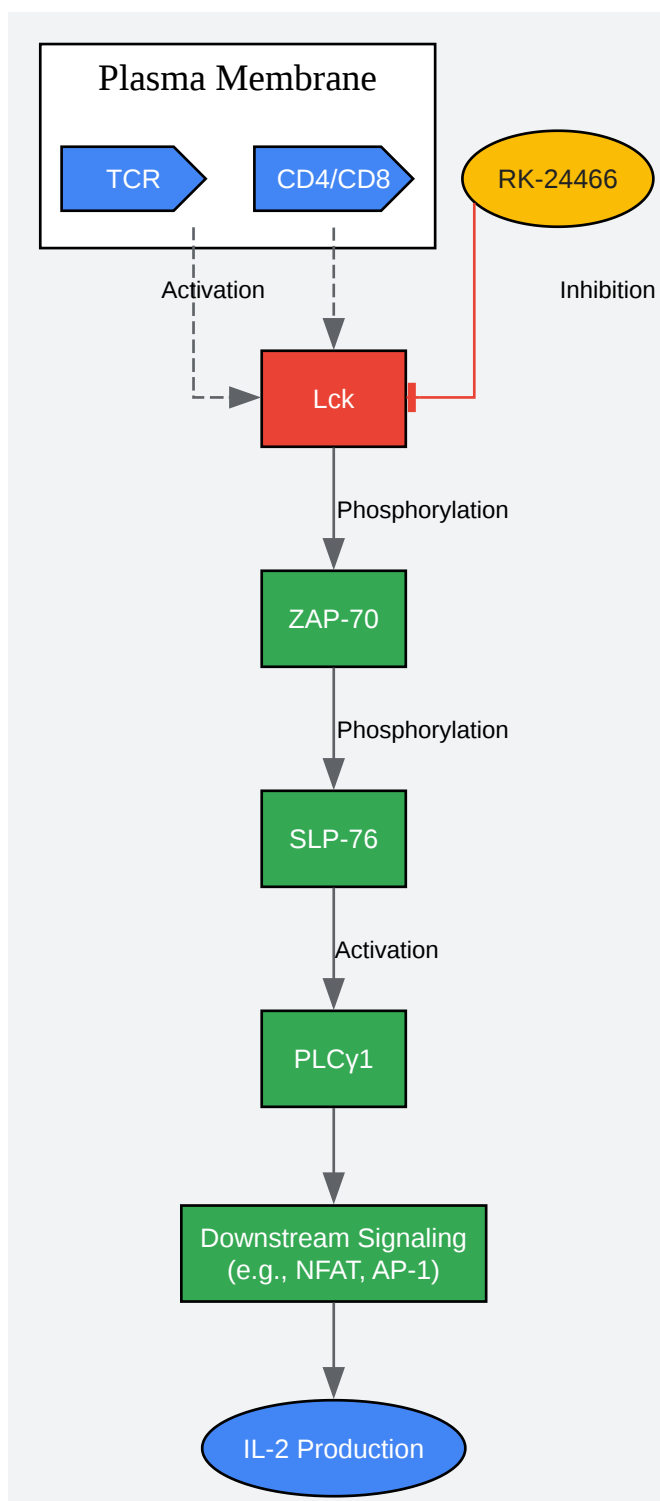 Plasma Membrane
TCR
CD4/CD8
RK-24466
Activation
Inhibition
Lck
Phosphorylation
ZAP-70
Phosphorylation
SLP-76
Activation
PLCγ1
Downstream Signaling
(e.g., NFAT, AP-1)
IL-2 Production